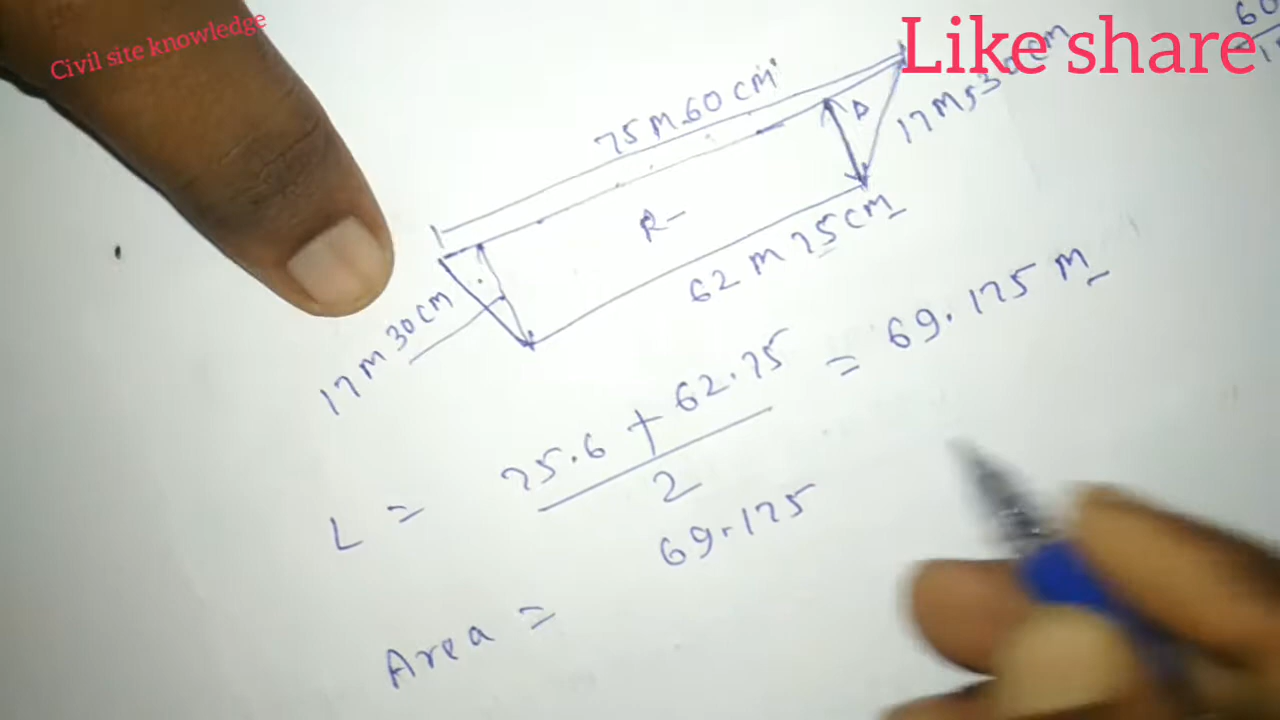 Civil site knowledge
Like share
60
75 M 60 CM
17 M 30 CM
R
62 M 75 CM
17 M 30 CM
L = 75.6 + 62.75 = 69.175 M
2
69.175
Area =